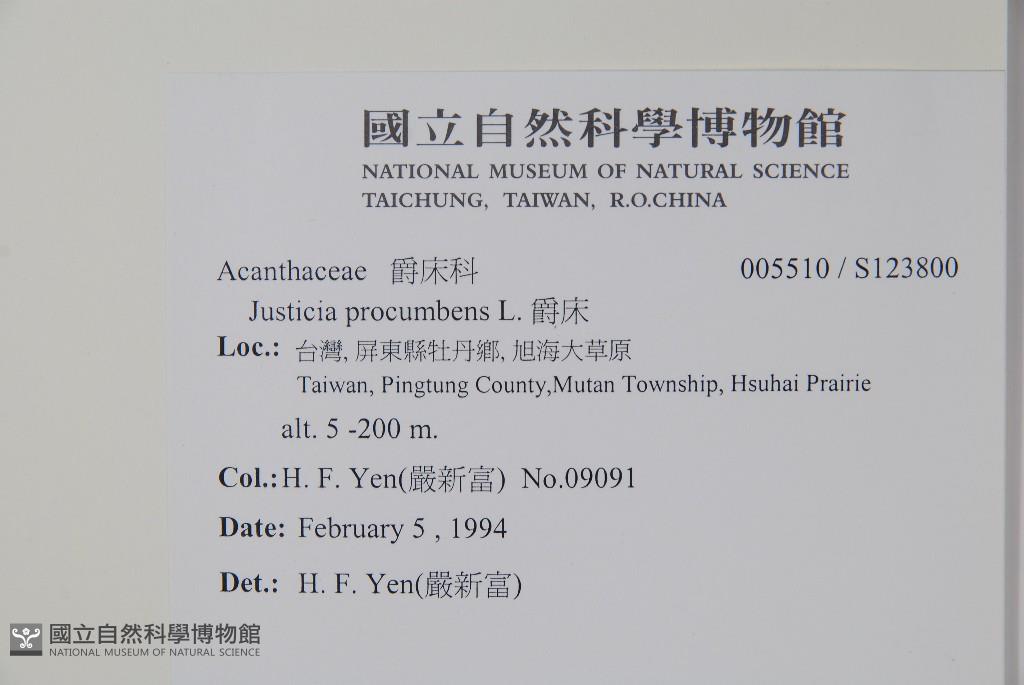 國立自然科學博物館
NATIONAL MUSEUM OF NATURAL SCIENCE
TAICHUNG, TAIWAN, R.O.CHINA
Acanthaceae 爵床科 005510 / S123800
Justicia procumbens L. 爵床
Loc.: 台灣, 屏東縣牡丹鄉, 旭海大草原
Taiwan, Pingtung County,Mutan Township, Hsuhai Prairie
alt. 5 -200 m.
Col.:H. F. Yen(嚴新富) No.09091
Date: February 5 , 1994
Det.: H. F. Yen(嚴新富)
國立自然科學博物館
NATIONAL MUSEUM OF NATURAL SCIENCE